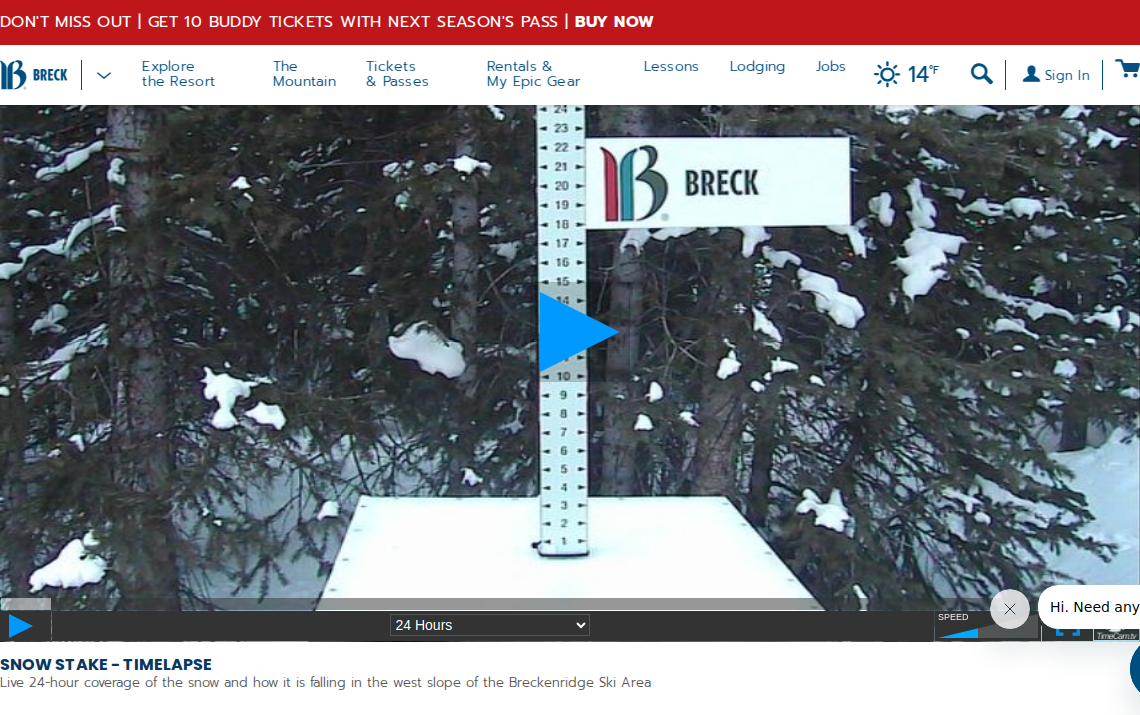 DON'T MISS OUT | GET 10 BUDDY TICKETS WITH NEXT SEASON'S PASS | BUY NOW
BRECK
Explore
the Resort
The
Mountain
Tickets
& Passes
Rentals &
My Epic Gear
Lessons
Lodging
Jobs
14°F
Sign In
24
23
22
21
20
19
18
17
16
15
14
10
9
8
7
6
5
4
3
2
1
BRECK
24 Hours
SPEED
Hi. Need any
TimeCam.tv
SNOW STAKE - TIMELAPSE
Live 24-hour coverage of the snow and how it is falling in the west slope of the Breckenridge Ski Area